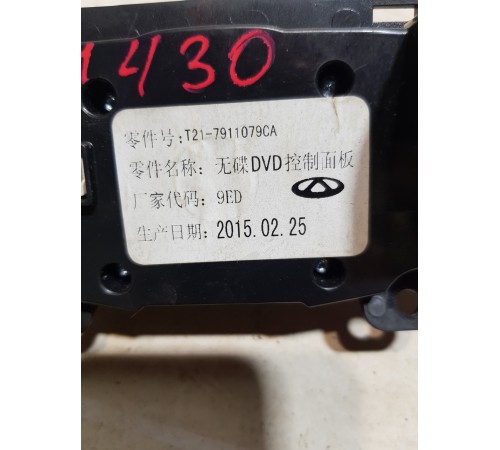 1430
零件号:T21-7911079CA
零件名称: 无碟DVD控制面板
厂家代码: 9ED
生产日期: 2015.02.25